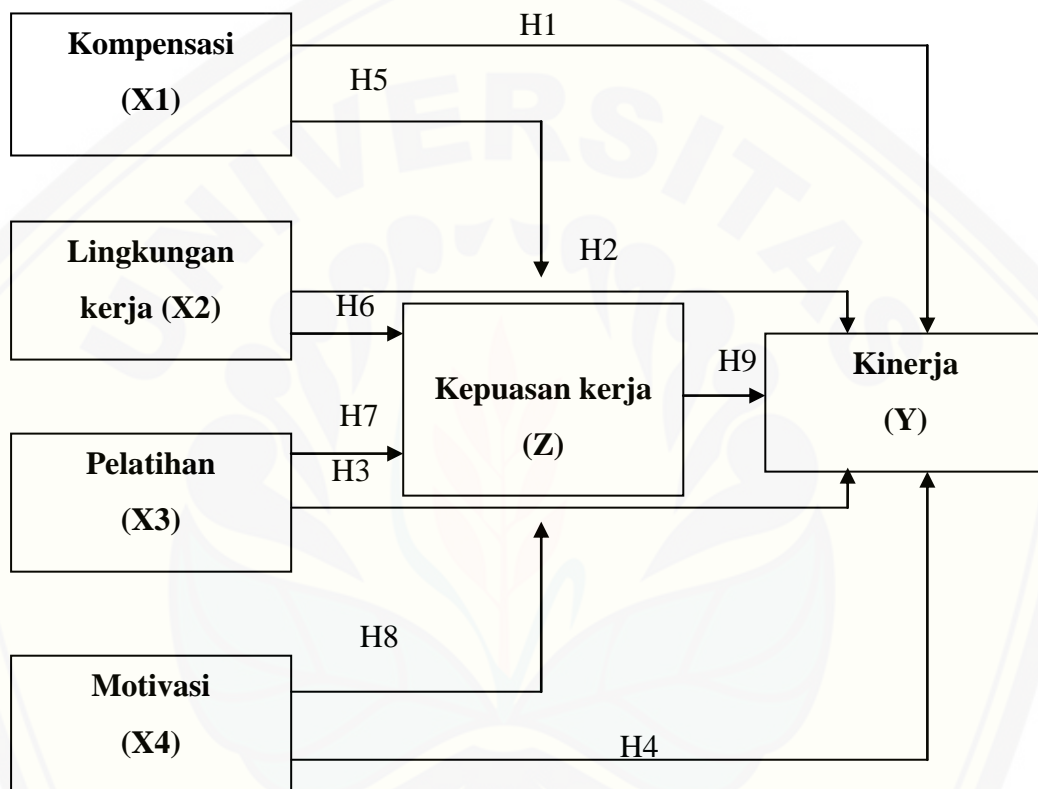 H1
Kompensasi
(X1)
H5
UNIVERSITAS
Lingkungan
kerja (X2)
H2
H6
Kepuasan kerja
(Z)
H9
Kinerja
(Y)
H7
Pelatihan
(X3)
H3
H8
Motivasi
(X4)
H4